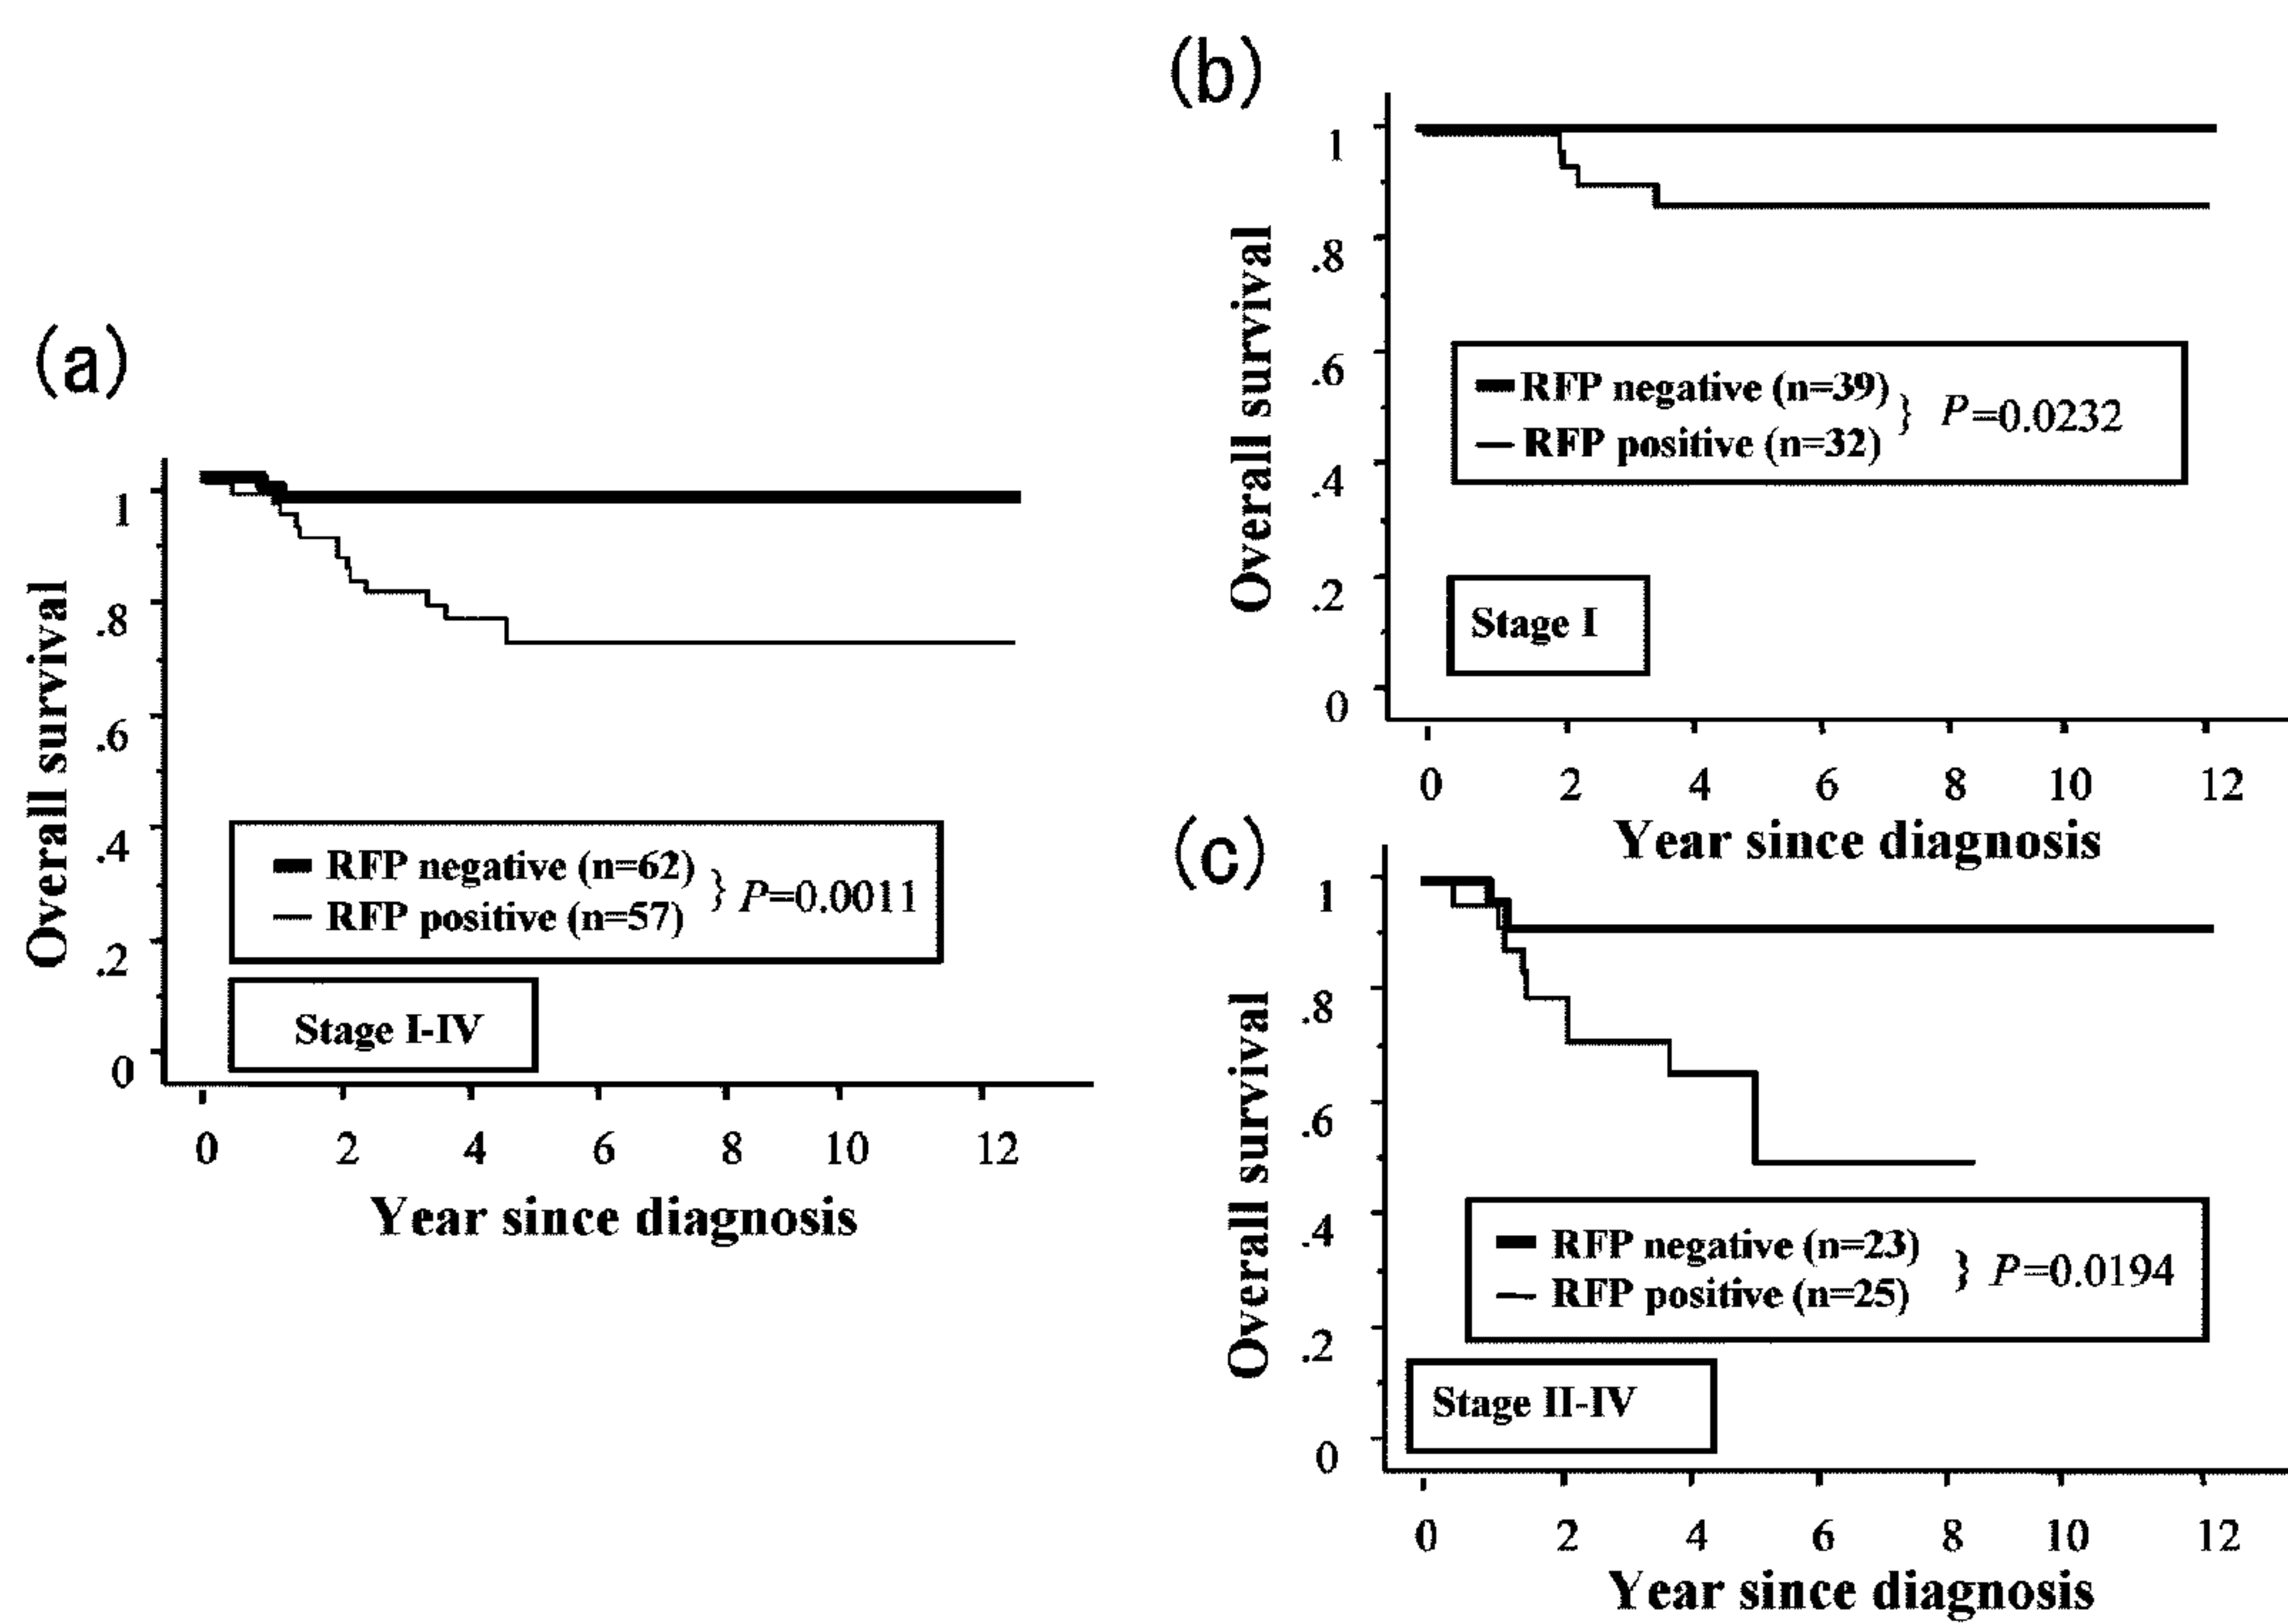 (a)
Overall survival
1
.8
.6
.4
.2
0
RFP negative (n=62)
RFP positive (n=57)
} P=0.0011
Stage I-IV
0 2 4 6 8 10 12
Year since diagnosis
(b)
Overall survival
1
.8
.6
.4
.2
0
RFP negative (n=39)
RFP positive (n=32)
} P=0.0232
Stage I
0 2 4 6 8 10 12
Year since diagnosis
(c)
Overall survival
1
.8
.6
.4
.2
0
RFP negative (n=23)
RFP positive (n=25)
} P=0.0194
Stage II-IV
0 2 4 6 8 10 12
Year since diagnosis